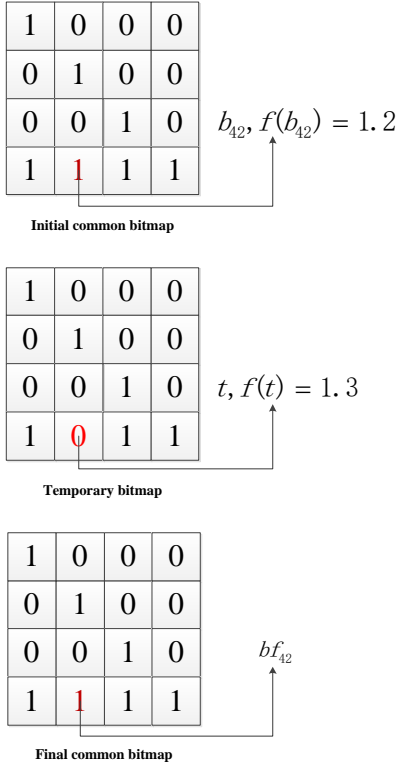 1 0 0 0
0 1 0 0
0 0 1 0
b₄₂, f(b₄₂) = 1.2
1 1 1 1
Initial common bitmap
1 0 0 0
0 1 0 0
0 0 1 0
t, f(t) = 1.3
1 0 1 1
Temporary bitmap
1 0 0 0
0 1 0 0
0 0 1 0
bf₄₂
1 1 1 1
Final common bitmap